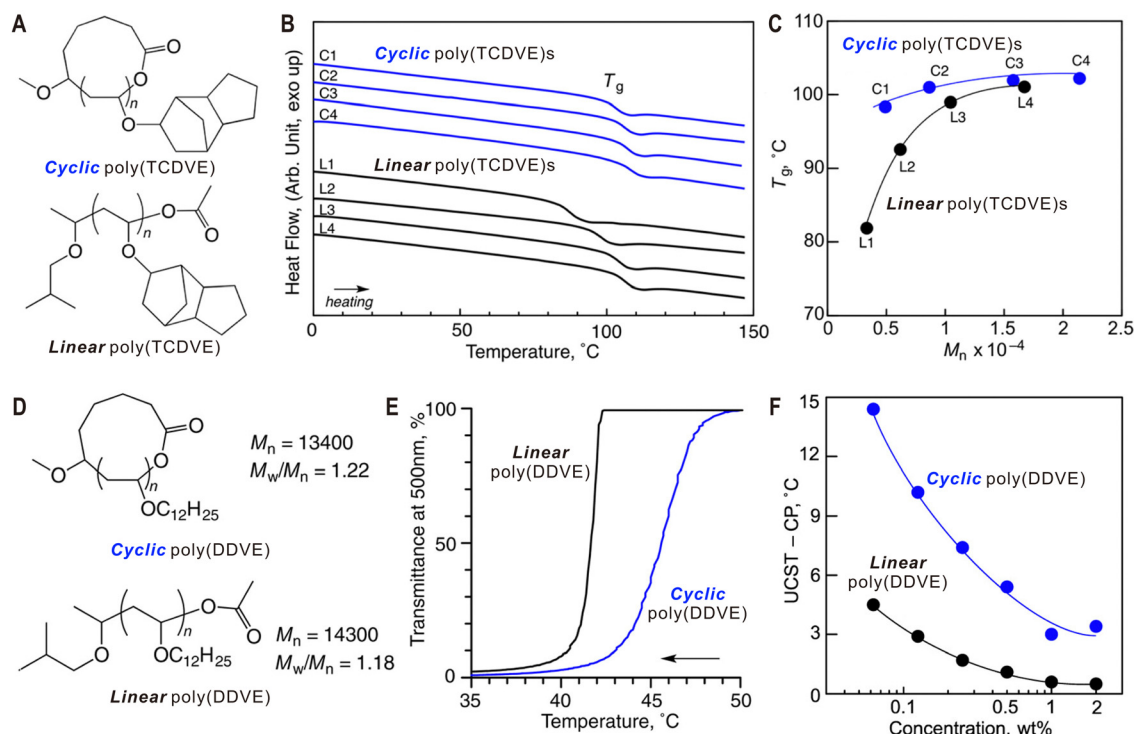 A
O
O
O
n
O
Cyclic poly(TCDVE)
n
O
O
O
O
Linear poly(TCDVE)
B
Heat Flow, (Arb. Unit, exo up)
C1
C2
C3
C4
Cyclic poly(TCDVE)s
Tg
Linear poly(TCDVE)s
L1
L2
L3
L4
heating
0 50 100 150
Temperature, ˚C
C
Tg, ˚C
110
100
90
80
70
Cyclic poly(TCDVE)s
C1
C2
C3
C4
L1
L2
L3
L4
Linear poly(TCDVE)s
0 0.5 1 1.5 2 2.5
Mn x 10-4
D
O
O
O
n
OC12H25
Mn = 13400
Mw/Mn = 1.22
Cyclic poly(DDVE)
n
O
O
O
OC12H25
Mn = 14300
Mw/Mn = 1.18
Linear poly(DDVE)
E
Transmittance at 500nm, %
100
50
0
Linear
poly(DDVE)
Cyclic
poly(DDVE)
35 40 45 50
Temperature, ˚C
F
UCST – CP, ˚C
15
12
9
6
3
0
Cyclic poly(DDVE)
Linear
poly(DDVE)
0.1 0.5 1 2
Concentration, wt%